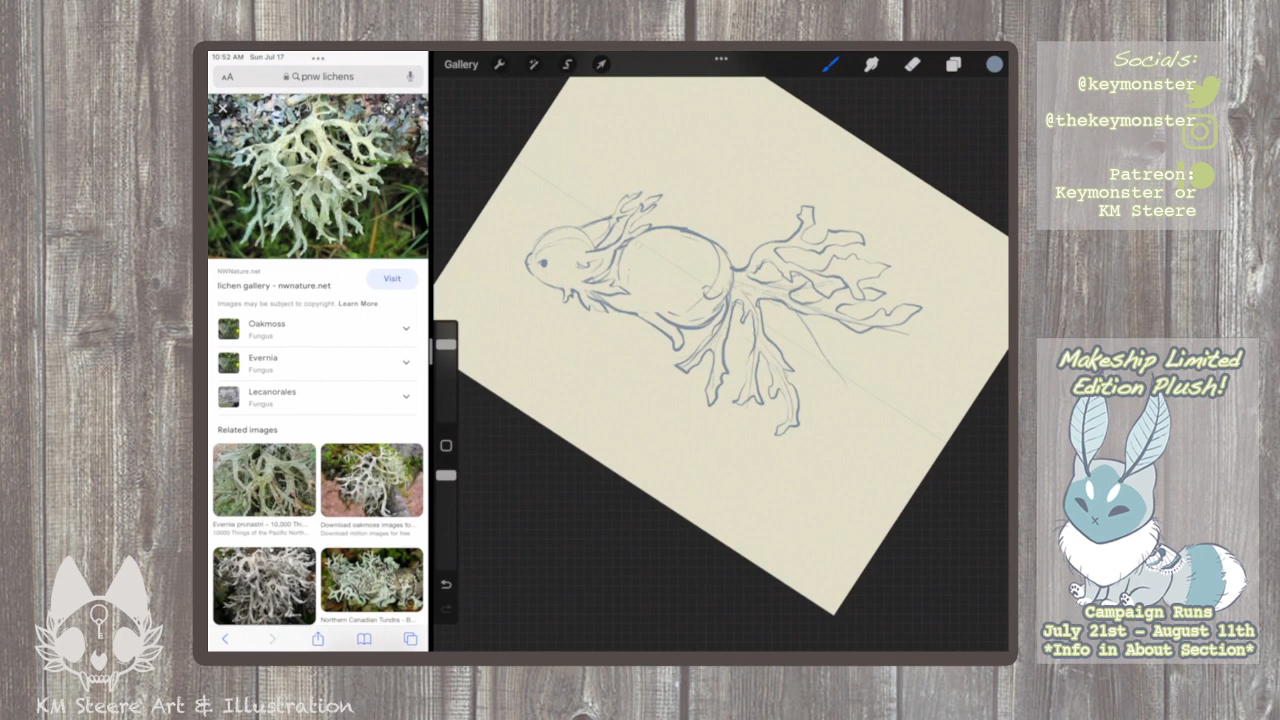 10:52 AM Sun Jul 17
AA
pnw lichens
NWNature.net
lichen gallery - nwnature.net
Visit
Images may be subject to copyright. Learn More
Oakmoss
Fungus
Evernia
Fungus
Lecanorales
Fungus
Related images
Evernia prunastri - 10,000 Thi...
10000 Things of the Pacific North...
Download oakmoss images fo...
Download million images for free
Northern Canadian Tundra - B...
Gallery
Socials:
@keymonster
@thekeymonster
Patreon:
Keymonster or
KM Steere
Makeship Limited
Edition Plush!
Campaign Runs
July 21st - August 11th
*Info in About Section*
KM Steere Art & Illustration